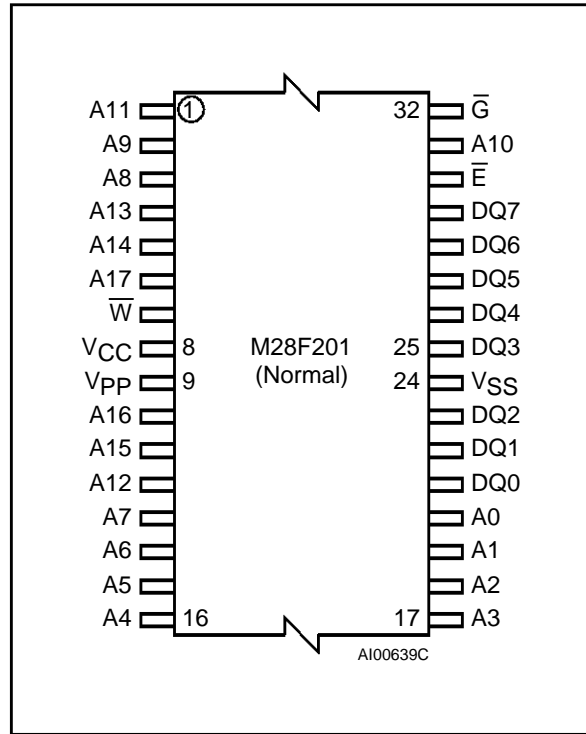 A11 1 32 G̅
A9 A10
A8 E̅
A13 DQ7
A14 DQ6
A17 DQ5
W̅ DQ4
VCC 8 M28F201 25 DQ3
VPP 9 (Normal) 24 VSS
A16 DQ2
A15 DQ1
A12 DQ0
A7 A0
A6 A1
A5 A2
A4 16 17 A3
AI00639C